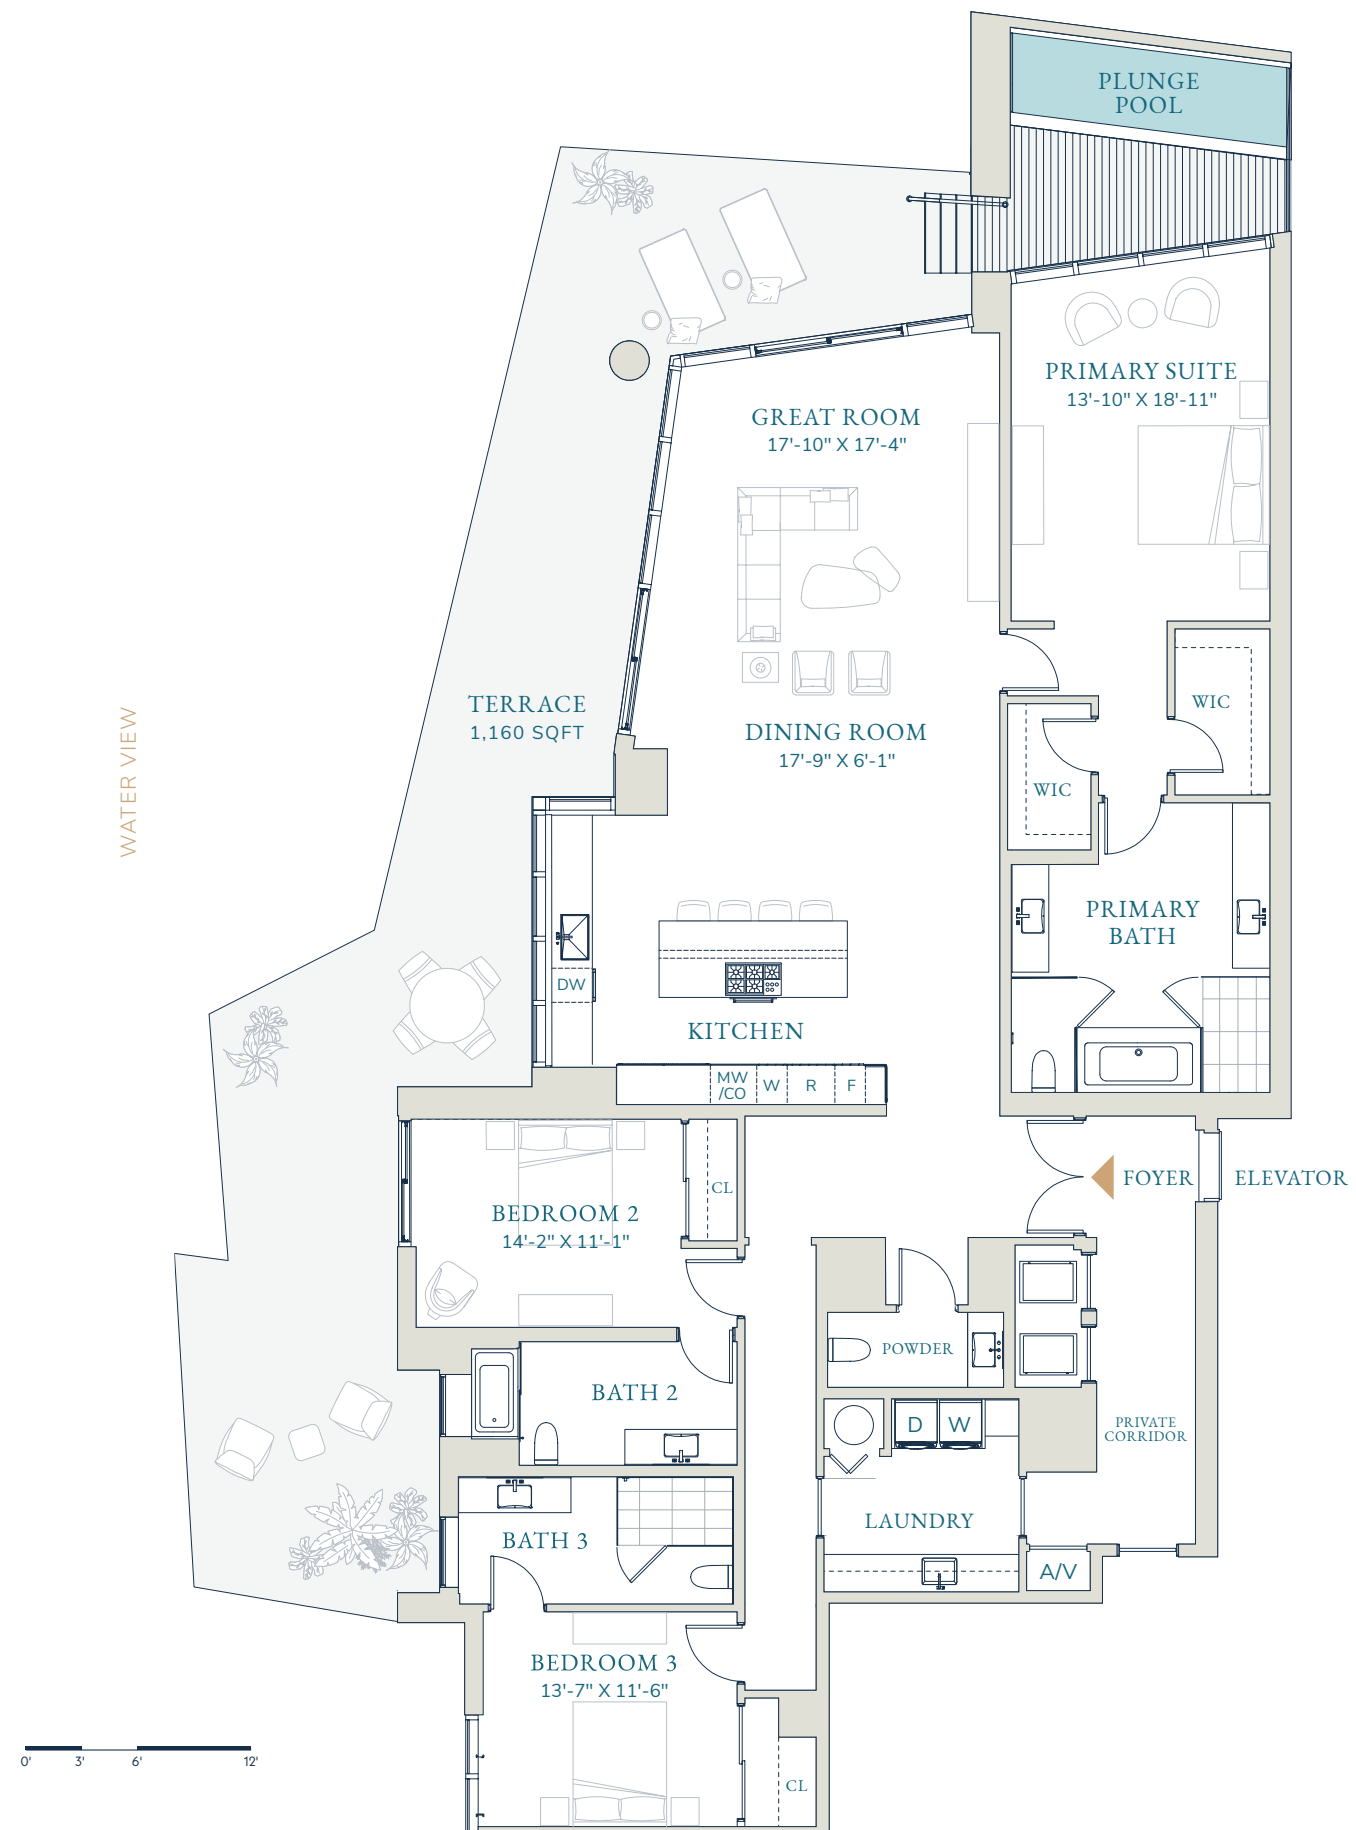 PLUNGE
POOL
PRIMARY SUITE
13'-10" X 18'-11"
GREAT ROOM
17'-10" X 17'-4"
TERRACE
1,160 SQFT
WATER VIEW
DINING ROOM
17'-9" X 6'-1"
WIC
WIC
PRIMARY
BATH
DW
KITCHEN
MW
/CO
W
R
F
FOYER
ELEVATOR
CL
BEDROOM 2
14'-2" X 11'-1"
POWDER
BATH 2
D
W
PRIVATE
CORRIDOR
LAUNDRY
BATH 3
A/V
BEDROOM 3
13'-7" X 11'-6"
CL
0'
3'
6'
12'